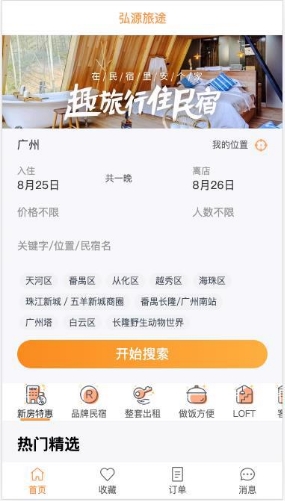 弘源旅途
在/民/宿/里/安/个/家
趣旅行住民宿
广州 我的位置
入住 离店
8月25日 共一晚 8月26日
价格不限 人数不限
关键字/位置/民宿名
天河区 番禺区 从化区 越秀区 海珠区
珠江新城 / 五羊新城商圈 番禺长隆/广州南站
广州塔 白云区 长隆野生动物世界
开始搜索
新房特惠 品牌民宿 整套出租 做饭方便 LOFT
热门精选
首页 收藏 订单 消息